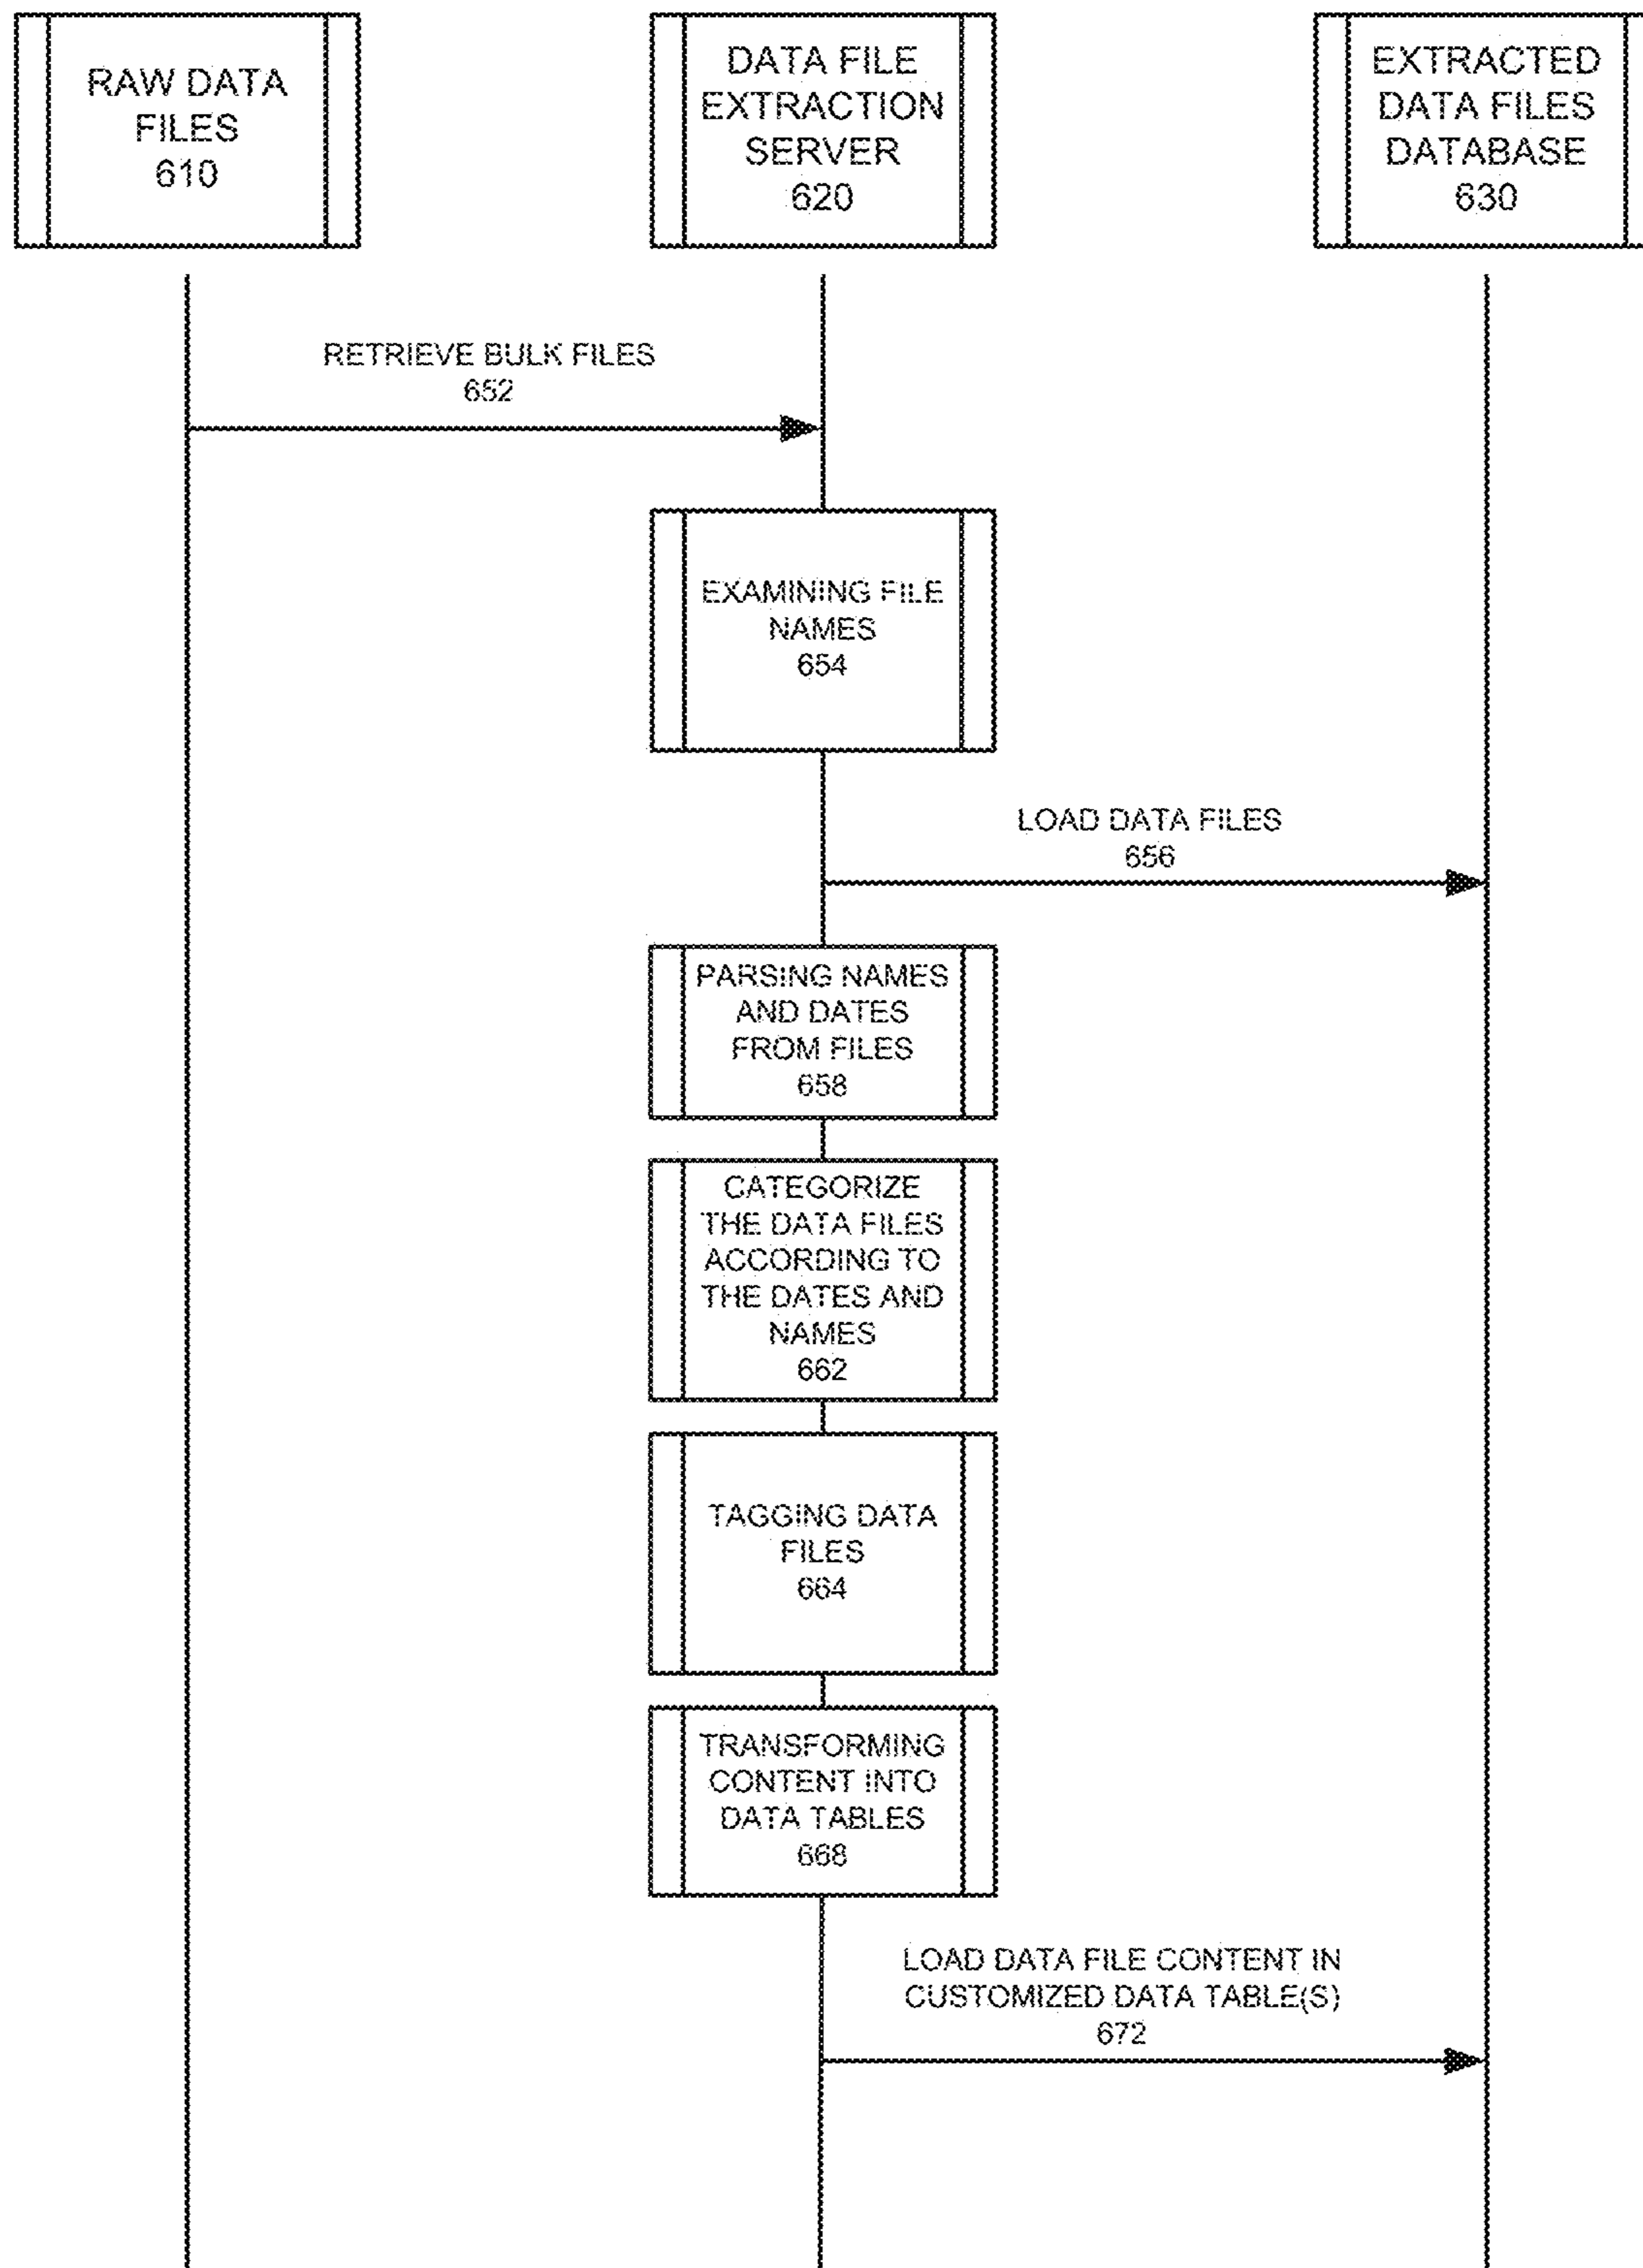 RAW DATA
FILES
610
DATA FILE
EXTRACTION
SERVER
620
EXTRACTED
DATA FILES
DATABASE
630
RETRIEVE BULK FILES
652
EXAMINING FILE
NAMES
654
LOAD DATA FILES
656
PARSING NAMES
AND DATES
FROM FILES
658
CATEGORIZE
THE DATA FILES
ACCORDING TO
THE DATES AND
NAMES
662
TAGGING DATA
FILES
664
TRANSFORMING
CONTENT INTO
DATA TABLES
668
LOAD DATA FILE CONTENT IN
CUSTOMIZED DATA TABLE(S)
672